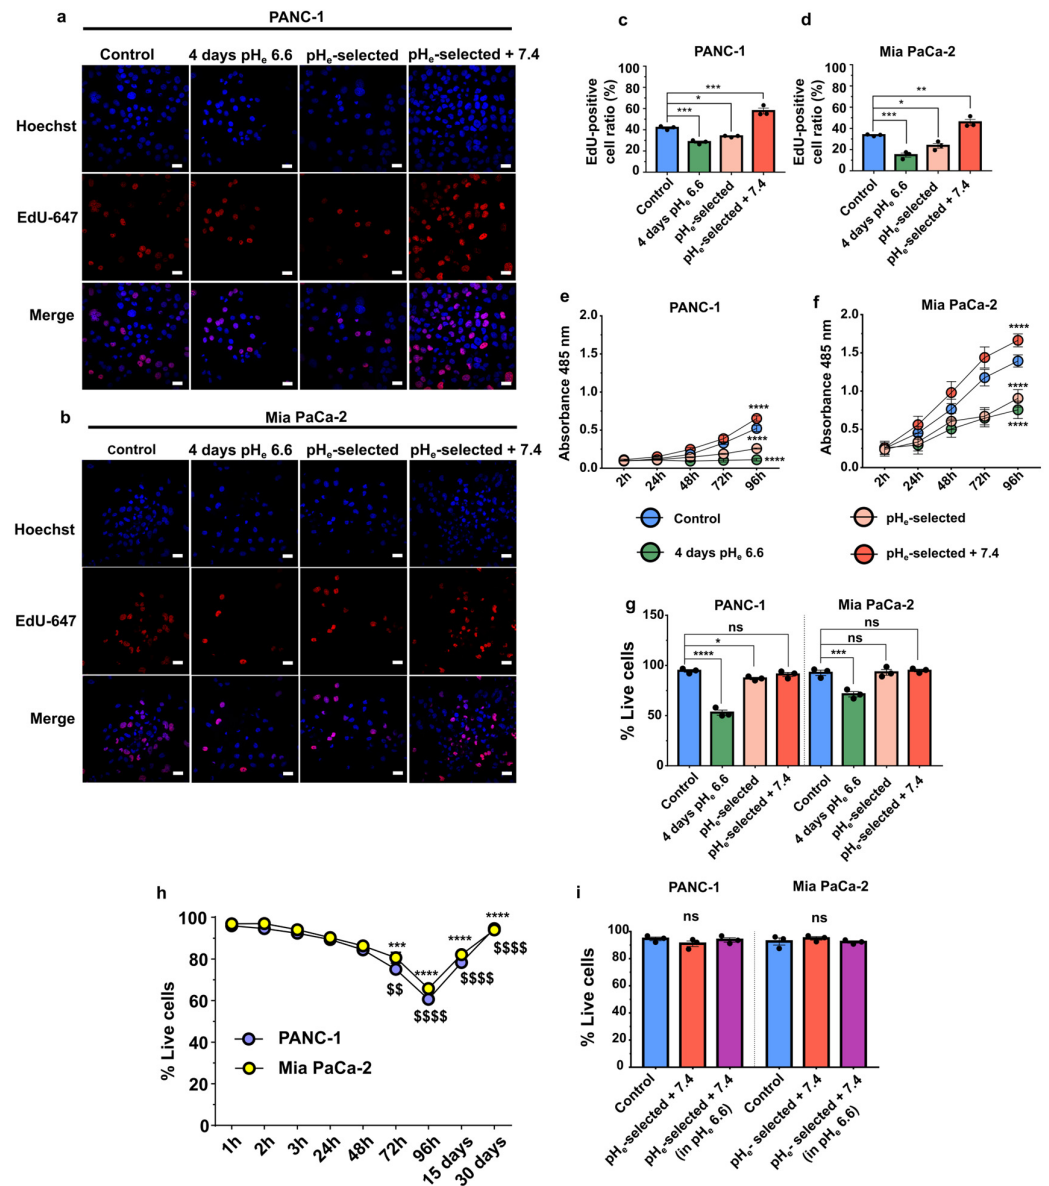 a
PANC-1
Control
4 days pHₑ 6.6
pHₑ-selected
pHₑ-selected + 7.4
Hoechst
EdU-647
Merge
b
Mia PaCa-2
Control
4 days pHₑ 6.6
pHₑ-selected
pHₑ-selected + 7.4
Hoechst
EdU-647
Merge
c
PANC-1
EdU-positive
cell ratio (%)
100
80
60
40
20
0
***
*
***
Control
4 days pHₑ 6.6
pHₑ-selected
pHₑ-selected + 7.4
d
Mia PaCa-2
EdU-positive
cell ratio (%)
100
80
60
40
20
0
**
*
***
Control
4 days pHₑ 6.6
pHₑ-selected
pHₑ-selected + 7.4
e
PANC-1
Absorbance 485 nm
2.0
1.5
1.0
0.5
0.0
****
****
****
2h
24h
48h
72h
96h
f
Mia PaCa-2
Absorbance 485 nm
2.0
1.5
1.0
0.5
0.0
****
****
****
2h
24h
48h
72h
96h
Control
pHₑ-selected
4 days pHₑ 6.6
pHₑ-selected + 7.4
g
PANC-1
Mia PaCa-2
% Live cells
150
100
50
0
ns
*
****
ns
ns
***
Control
4 days pHₑ 6.6
pHₑ-selected
pHₑ-selected + 7.4
Control
4 days pHₑ 6.6
pHₑ-selected
pHₑ-selected + 7.4
h
% Live cells
100
80
60
40
20
0
***
****
****
****
$$
$$$$
$$$$
$$$$
PANC-1
Mia PaCa-2
1h
2h
3h
24h
48h
72h
96h
15 days
30 days
i
PANC-1
Mia PaCa-2
% Live cells
150
100
50
0
ns
ns
Control
pHₑ-selected + 7.4
pHₑ-selected + 7.4
(in pHₑ 6.6)
Control
pHₑ- selected + 7.4
pHₑ- selected + 7.4
(in pHₑ 6.6)